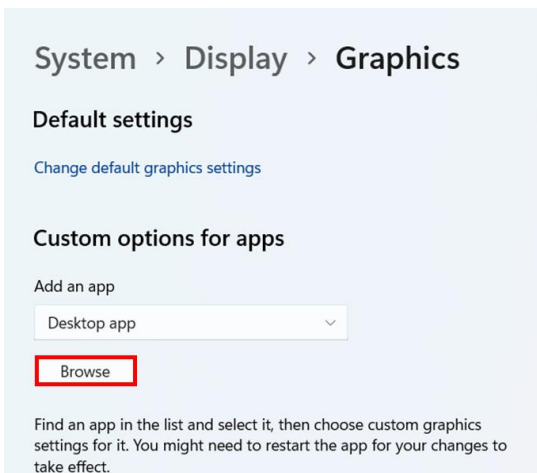 System > Display > Graphics
Default settings
Change default graphics settings
Custom options for apps
Add an app
Desktop app
Browse
Find an app in the list and select it, then choose custom graphics
settings for it. You might need to restart the app for your changes to
take effect.